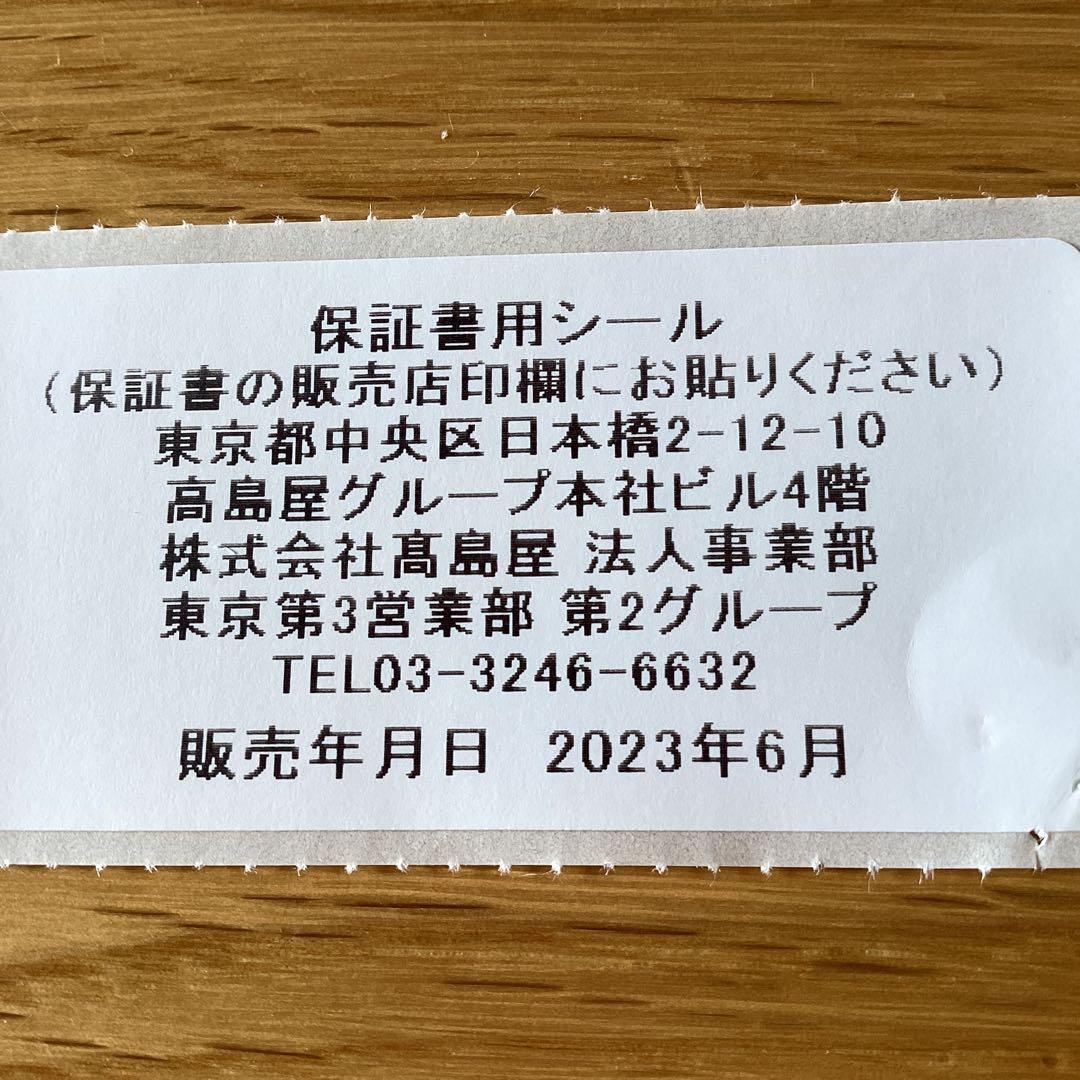 保証書用シール
（保証書の販売店印欄にお貼りください）
東京都中央区日本橋2-12-10
高島屋グループ本社ビル4階
株式会社髙島屋 法人事業部
東京第3営業部 第2グループ
TEL03-3246-6632
販売年月日 2023年6月